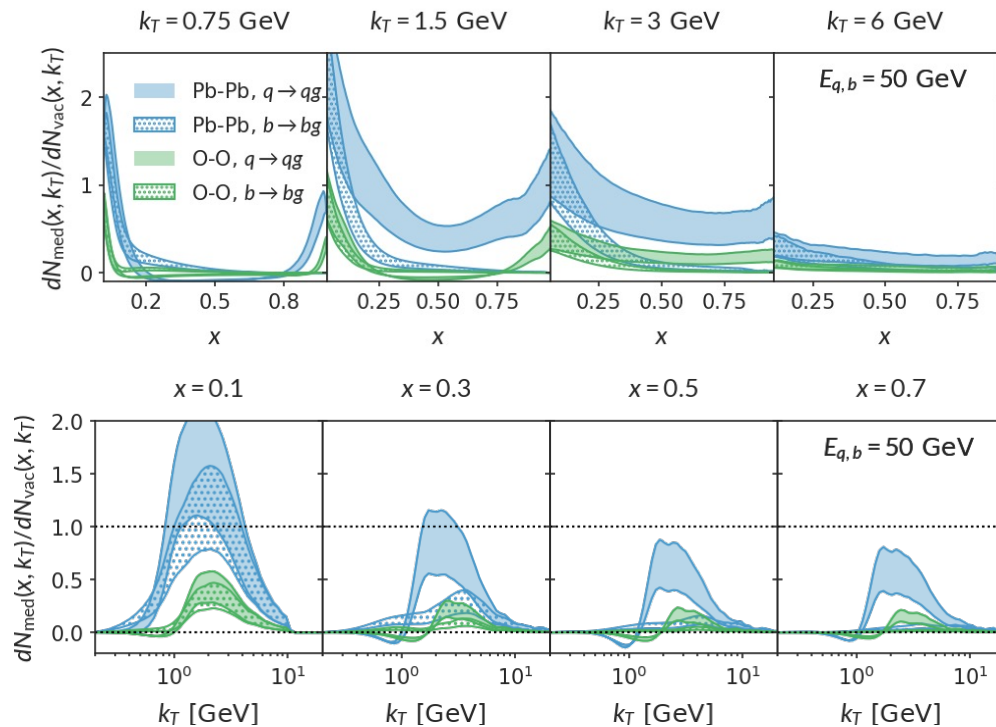 k_T = 0.75 GeV
k_T = 1.5 GeV
k_T = 3 GeV
k_T = 6 GeV
dN_med(x, k_T)/dN_vac(x, k_T)
2
1
0
Pb-Pb, q → qg
Pb-Pb, b → bg
O-O, q → qg
O-O, b → bg
E_{q,b} = 50 GeV
0.2 0.5 0.8
0.25 0.50 0.75
0.25 0.50 0.75
0.25 0.50 0.75
x
x
x
x
x = 0.1
x = 0.3
x = 0.5
x = 0.7
dN_med(x, k_T)/dN_vac(x, k_T)
2.0
1.5
1.0
0.5
0.0
E_{q,b} = 50 GeV
10^0 10^1
10^0 10^1
10^0 10^1
10^0 10^1
k_T [GeV]
k_T [GeV]
k_T [GeV]
k_T [GeV]